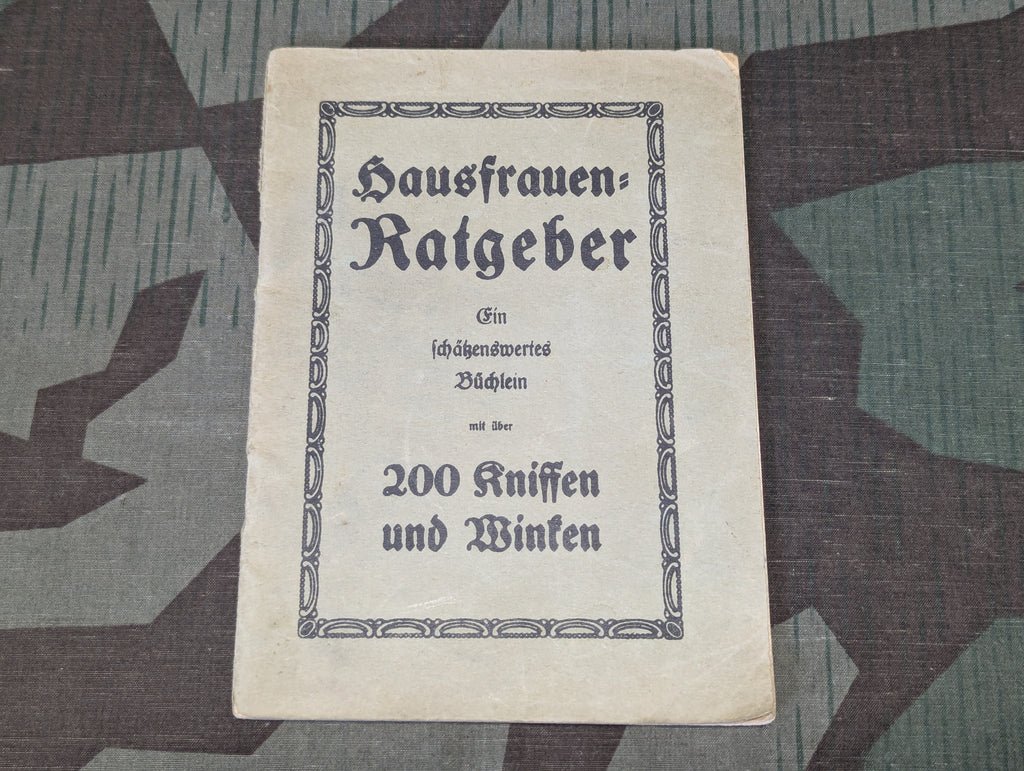 Hausfrauen-
Ratgeber
Ein
schätzenswertes
Büchlein
mit über
200 Kniffen
und Winken